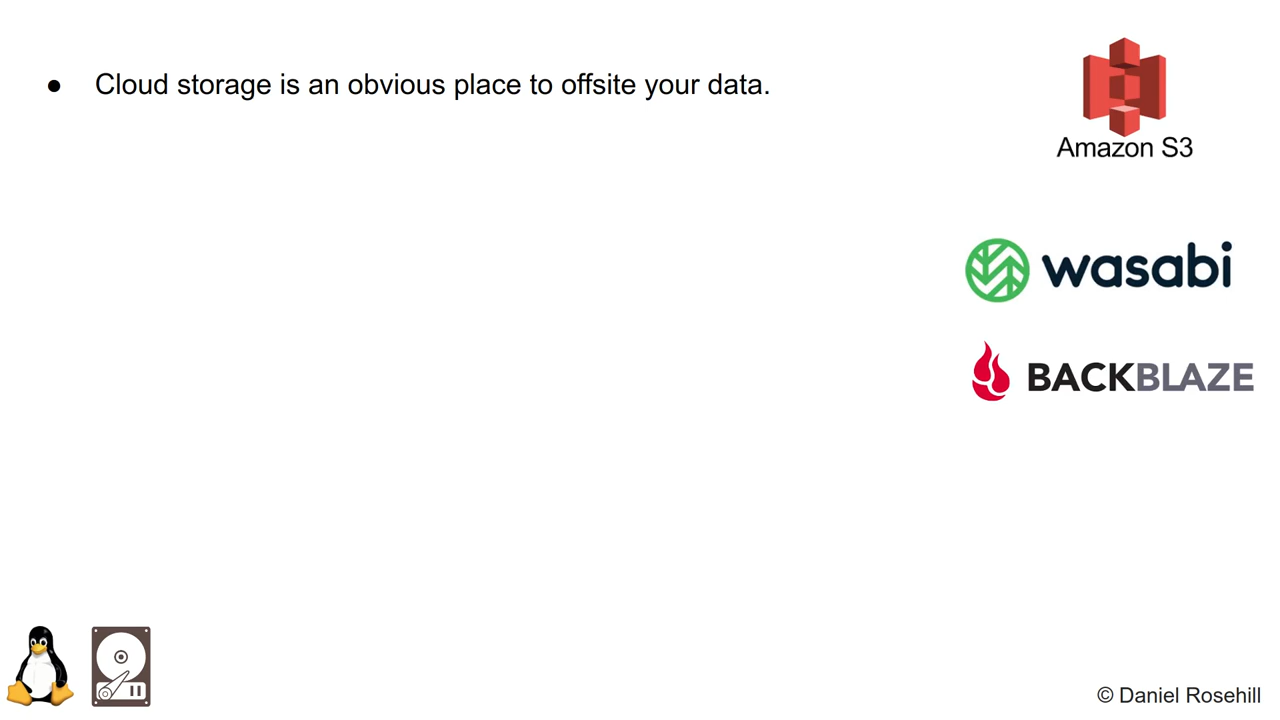 ● Cloud storage is an obvious place to offsite your data.
Amazon S3
wasabi
BACKBLAZE
© Daniel Rosehill